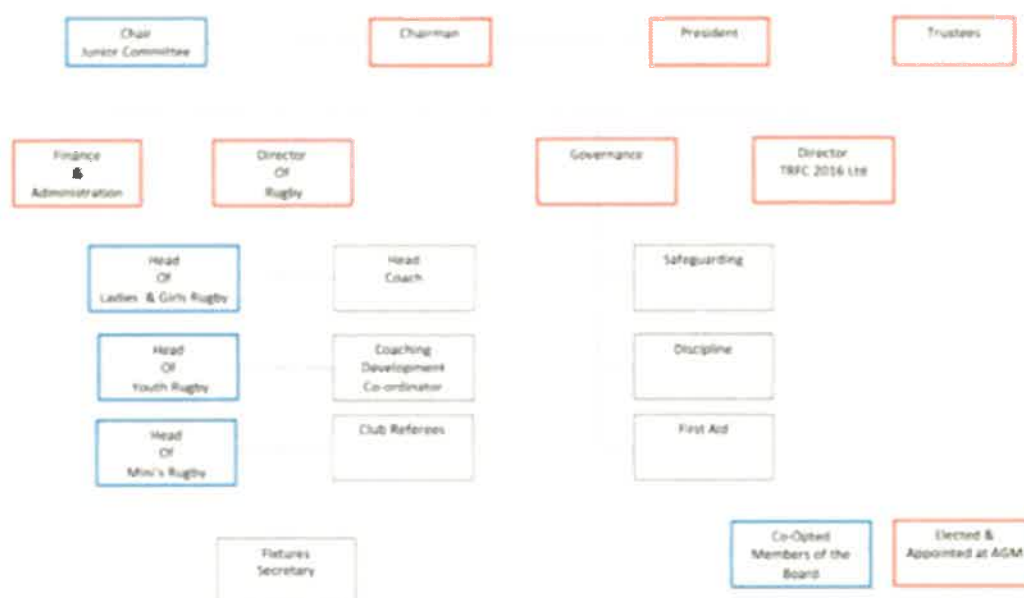 Chair
Junior Committee
Chairman
President
Trustees
Finance
&
Administration
Director
Of
Rugby
Governance
Director
TRFC 2016 Ltd
Head
Of
Ladies & Girls Rugby
Head
Coach
Safeguarding
Head
Of
Youth Rugby
Coaching
Development
Co-ordinator
Discipline
Head
Of
Mini's Rugby
Club Referees
First Aid
Fixtures
Secretary
Co-Opted
Members of the
Board
Elected &
Appointed at AGM